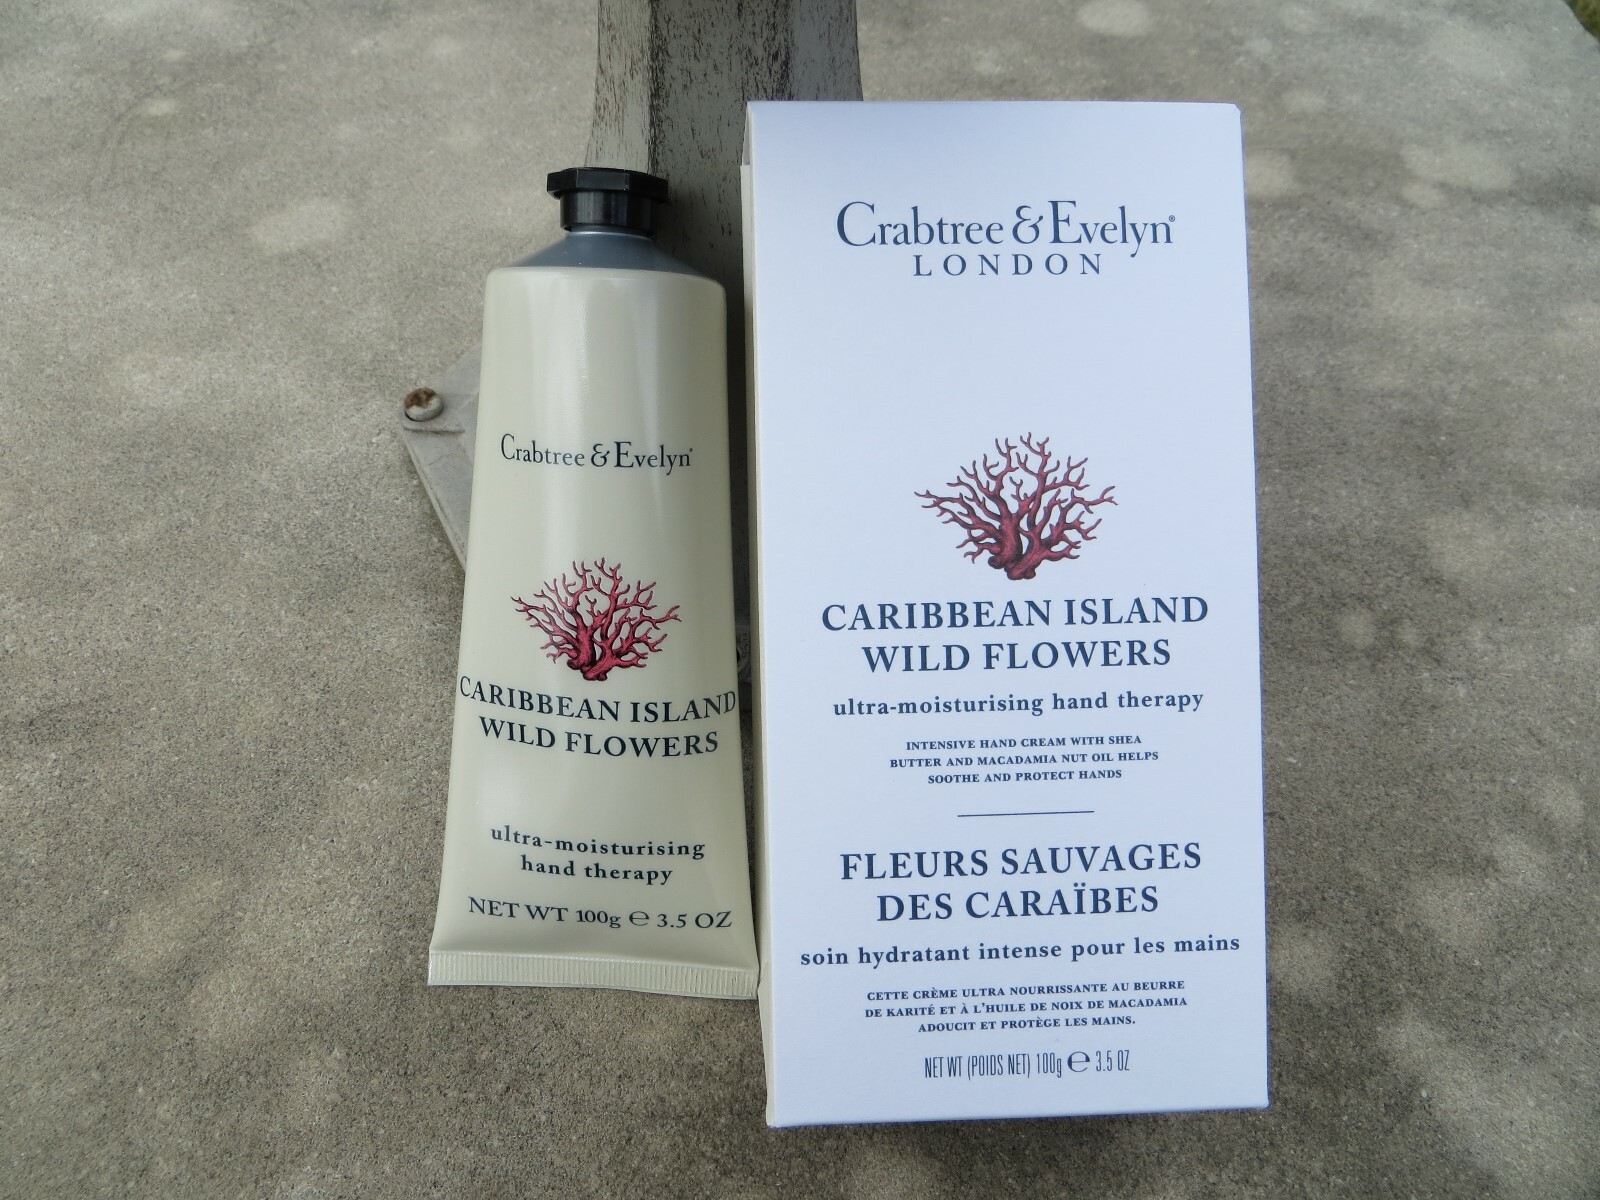 Crabtree & Evelyn®
CARIBBEAN ISLAND
WILD FLOWERS
ultra-moisturising
hand therapy
NET WT 100g ℮ 3.5 OZ
Crabtree & Evelyn®
LONDON
CARIBBEAN ISLAND
WILD FLOWERS
ultra-moisturising hand therapy
INTENSIVE HAND CREAM WITH SHEA
BUTTER AND MACADAMIA NUT OIL HELPS
SOOTHE AND PROTECT HANDS
FLEURS SAUVAGES
DES CARAÏBES
soin hydratant intense pour les mains
CETTE CRÈME ULTRA NOURRISSANTE AU BEURRE
DE KARITÉ ET À L'HUILE DE NOIX DE MACADAMIA
ADOUCIT ET PROTÈGE LES MAINS.
NET WT (POIDS NET) 100g ℮ 3.5 OZ